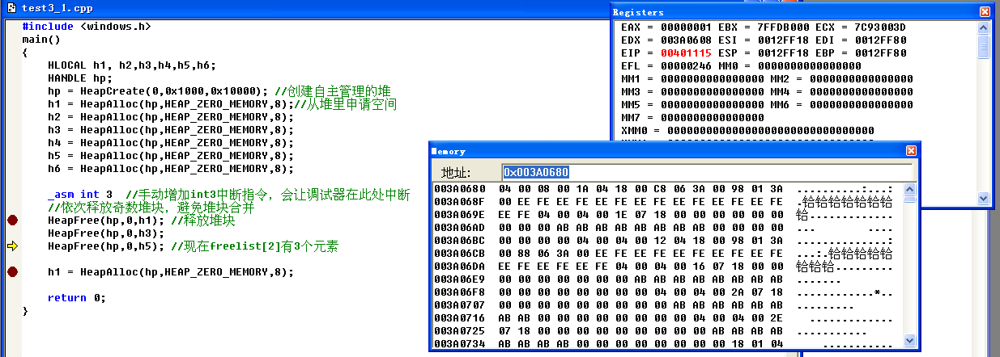 test3_1.cpp
#include <windows.h>
main()
{
HLOCAL h1, h2,h3,h4,h5,h6;
HANDLE hp;
hp = HeapCreate(0,0x1000,0x10000); //创建自主管理的堆
h1 = HeapAlloc(hp,HEAP_ZERO_MEMORY,8);//从堆里申请空间
h2 = HeapAlloc(hp,HEAP_ZERO_MEMORY,8);
h3 = HeapAlloc(hp,HEAP_ZERO_MEMORY,8);
h4 = HeapAlloc(hp,HEAP_ZERO_MEMORY,8);
h5 = HeapAlloc(hp,HEAP_ZERO_MEMORY,8);
h6 = HeapAlloc(hp,HEAP_ZERO_MEMORY,8);
_asm int 3 //手动增加int3中断指令，会让调试器在此处中断
//依次释放奇数堆块，避免堆块合并
HeapFree(hp,0,h1); //释放堆块
HeapFree(hp,0,h3);
HeapFree(hp,0,h5); //现在freelist[2]有3个元素
h1 = HeapAlloc(hp,HEAP_ZERO_MEMORY,8);
return 0;
}
Registers
EAX = 00000001 EBX = 7FFDB000 ECX = 7C93003D
EDX = 003A0608 ESI = 0012FF18 EDI = 0012FF80
EIP = 00401115 ESP = 0012FF18 EBP = 0012FF80
EFL = 00000246 MM0 = 0000000000000000
MM1 = 0000000000000000 MM2 = 0000000000000000
MM3 = 0000000000000000 MM4 = 0000000000000000
MM5 = 0000000000000000 MM6 = 0000000000000000
MM7 = 0000000000000000
XMM0 = 00000000000000000000000000000000
Memory
地址: 0x003A0680
003A0680 04 00 08 00 1A 04 18 00 C8 06 3A 00 98 01 3A ..........:...:
003A068F 00 EE FE EE FE EE FE EE FE EE FE EE FE EE FE .铪铪铪铪铪铪铪
003A069E EE FE 04 00 04 00 1E 07 18 00 00 00 00 00 00 铪.............
003A06AD 00 00 00 AB AB AB AB AB AB AB AB 00 00 00 00 ... ....
003A06BC 00 00 00 00 04 00 04 00 12 04 18 00 98 01 3A ..............:
003A06CB 00 88 06 3A 00 EE FE EE FE EE FE EE FE EE FE ...:.铪铪铪铪铪
003A06DA EE FE EE FE EE FE 04 00 04 00 16 07 18 00 00 铪铪铪.........
003A06E9 00 00 00 00 00 00 00 AB AB AB AB AB AB AB AB .......
003A06F8 00 00 00 00 00 00 00 00 04 00 04 00 2A 07 18 ............*..
003A0707 00 00 00 00 00 00 00 00 00 AB AB AB AB AB AB .........
003A0716 AB AB 00 00 00 00 00 00 00 00 04 00 04 00 2E .............
003A0725 07 18 00 00 00 00 00 00 00 00 00 AB AB AB AB ...........
003A0734 AB AB AB AB 00 00 00 00 00 00 00 00 18 01 04 ...........